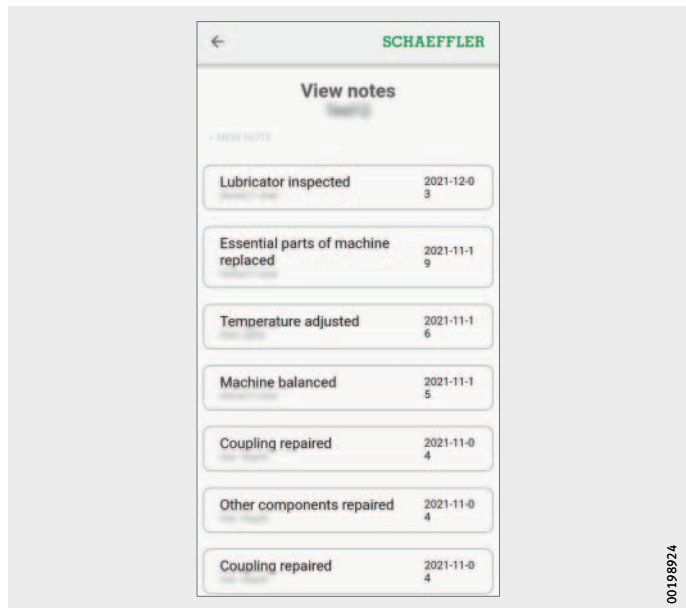 SCHAEFFLER
View notes
+ NEW NOTE
Lubricator inspected
2021-12-0
3
Essential parts of machine
replaced
2021-11-1
9
Temperature adjusted
2021-11-1
6
Machine balanced
2021-11-1
5
Coupling repaired
2021-11-0
4
Other components repaired
2021-11-0
4
Coupling repaired
2021-11-0
4
00198924